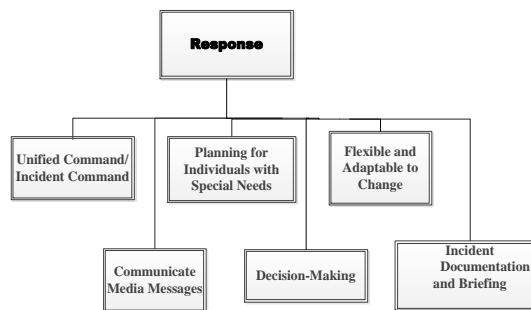 Response
Unified Command/
Incident Command
Planning for
Individuals with
Special Needs
Flexible and
Adaptable to
Change
Communicate
Media Messages
Decision-Making
Incident
Documentation
and Briefing